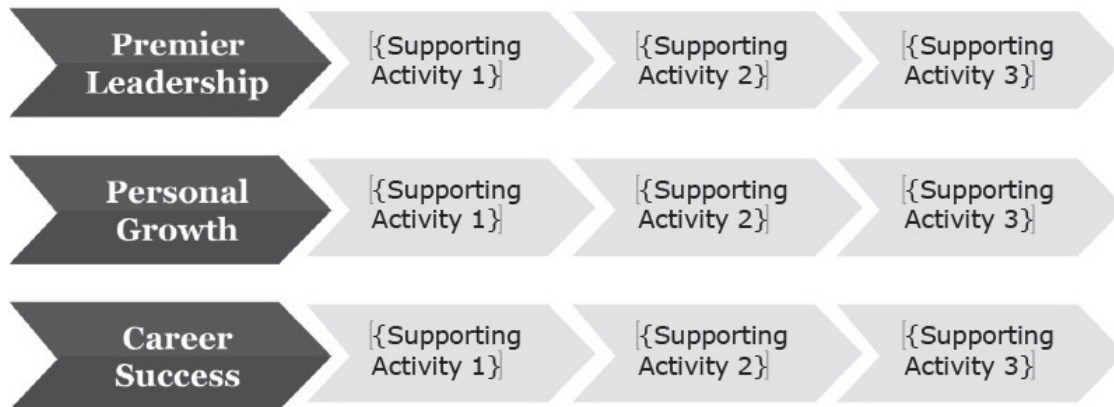 Premier
Leadership
[{Supporting
Activity 1}]
[{Supporting
Activity 2}]
[{Supporting
Activity 3}]
Personal
Growth
[{Supporting
Activity 1}]
[{Supporting
Activity 2}]
[{Supporting
Activity 3}]
Career
Success
[{Supporting
Activity 1}]
[{Supporting
Activity 2}]
[{Supporting
Activity 3}]